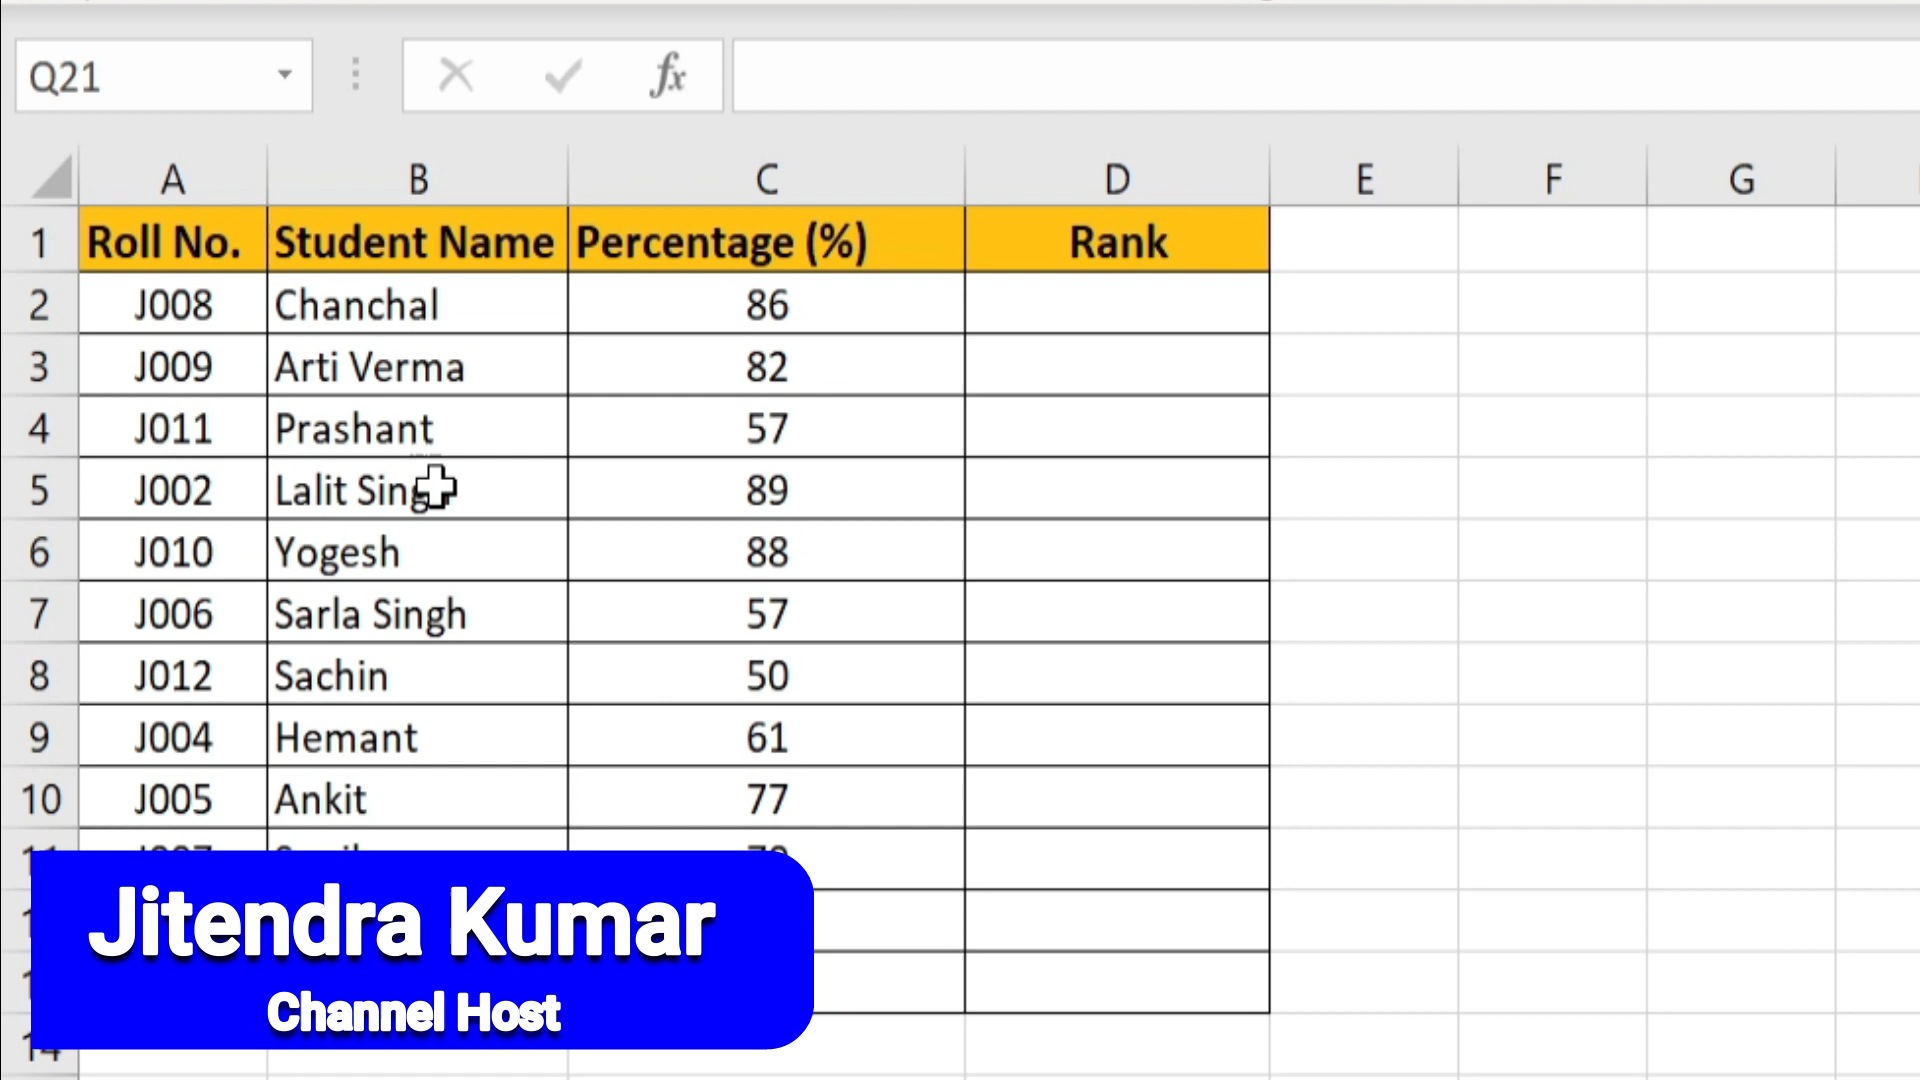 Q21 fx
A B C D E F G
1 Roll No. Student Name Percentage (%) Rank
2 J008 Chanchal 86
3 J009 Arti Verma 82
4 J011 Prashant 57
5 J002 Lalit Sing
6 J010 Yogesh 88
7 J006 Sarla Singh 57
8 J012 Sachin 50
9 J004 Hemant 61
10 J005 Ankit 77
Jitendra Kumar
Channel Host